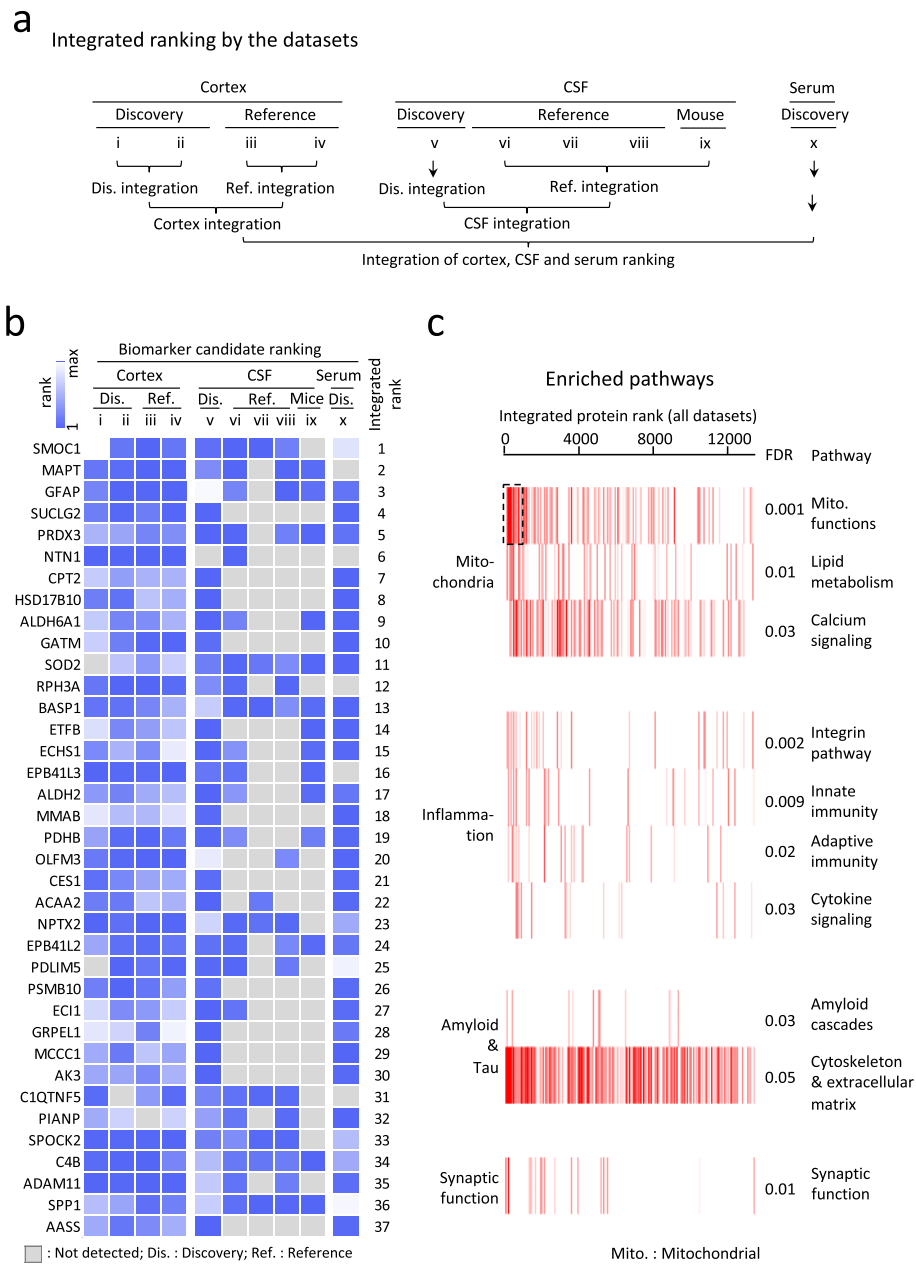 a
Integrated ranking by the datasets
Cortex CSF Serum
Discovery Reference Discovery Reference Mouse Discovery
i ii iii iv v vi vii viii ix x
Dis. integration Ref. integration Dis. integration Ref. integration
Cortex integration CSF integration
Integration of cortex, CSF and serum ranking
b
Biomarker candidate ranking
rank
1 max
Cortex CSF Serum
Dis. Ref. Dis. Ref. Mice Dis.
i ii iii iv v vi vii viii ix x
Integrated
rank
SMOC1 1
MAPT 2
GFAP 3
SUCLG2 4
PRDX3 5
NTN1 6
CPT2 7
HSD17B10 8
ALDH6A1 9
GATM 10
SOD2 11
RPH3A 12
BASP1 13
ETFB 14
ECHS1 15
EPB41L3 16
ALDH2 17
MMAB 18
PDHB 19
OLFM3 20
CES1 21
ACAA2 22
NPTX2 23
EPB41L2 24
PDLIM5 25
PSMB10 26
ECI1 27
GRPEL1 28
MCCC1 29
AK3 30
C1QTNF5 31
PIANP 32
SPOCK2 33
C4B 34
ADAM11 35
SPP1 36
AASS 37
: Not detected; Dis. : Discovery; Ref. : Reference
c
Enriched pathways
Integrated protein rank (all datasets)
0 4000 8000 12000
FDR Pathway
Mito-
chondria
0.001 Mito.
functions
0.01 Lipid
metabolism
0.03 Calcium
signaling
Inflamma-
tion
0.002 Integrin
pathway
0.009 Innate
immunity
0.02 Adaptive
immunity
0.03 Cytokine
signaling
Amyloid
&
Tau
0.03 Amyloid
cascades
0.05 Cytoskeleton
& extracellular
matrix
Synaptic
function
0.01 Synaptic
function
Mito. : Mitochondrial